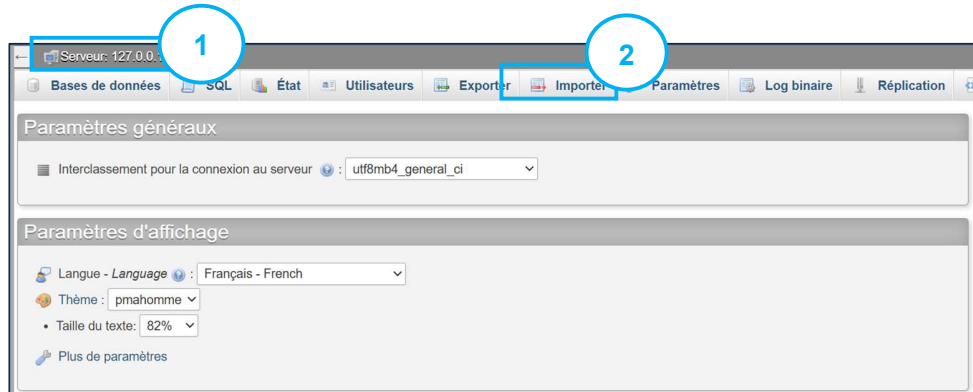 1
2
Serveur: 127.0.0.1
Bases de données SQL État Utilisateurs Exporter Importer Paramètres Log binaire Réplication
Paramètres généraux
Interclassement pour la connexion au serveur : utf8mb4_general_ci
Paramètres d'affichage
Langue - Language : Français - French
Thème : pmahomme
• Taille du texte: 82%
Plus de paramètres